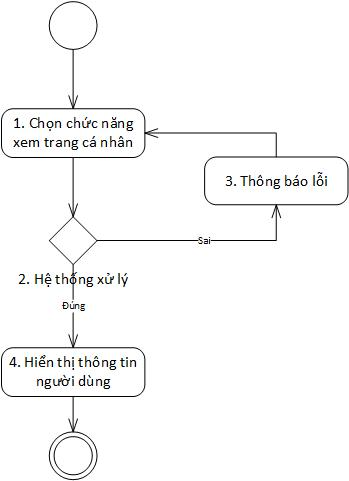 1. Chọn chức năng
xem trang cá nhân
3. Thông báo lỗi
Sai
2. Hệ thống xử lý
Đúng
4. Hiển thị thông tin
người dùng